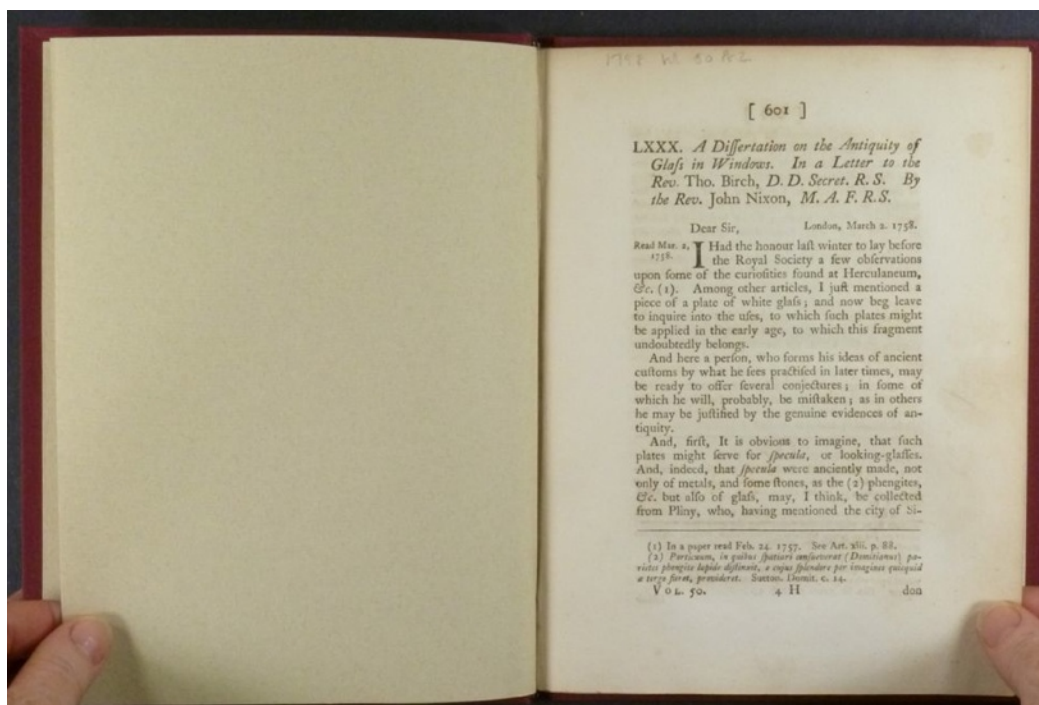 1758 Vol 50 Pt 2
[ 601 ]
LXXX. A Diſſertation on the Antiquity of
Glaſs in Windows. In a Letter to the
Rev. Tho. Birch, D. D. Secret. R. S. By
the Rev. John Nixon, M. A. F. R. S.
Dear Sir, London, March 2. 1758.
Read Mar. 2, 1758. I Had the honour laſt winter to lay before
the Royal Society a few obſervations
upon ſome of the curioſities found at Herculaneum,
&c. (1). Among other articles, I juſt mentioned a
piece of a plate of white glaſs; and now beg leave
to inquire into the uſes, to which ſuch plates might
be applied in the early age, to which this fragment
undoubtedly belongs.
And here a perſon, who forms his ideas of ancient
cuſtoms by what he ſees practiſed in later times, may
be ready to offer ſeveral conjectures; in ſome of
which he will, probably, be miſtaken; as in others
he may be juſtified by the genuine evidences of an-
tiquity.
And, firſt, It is obvious to imagine, that ſuch
plates might ſerve for ſpecula, or looking-glaſſes.
And, indeed, that ſpecula were anciently made, not
only of metals, and ſome ſtones, as the (2) phengites,
&c. but alſo of glaſs, may, I think, be collected
from Pliny, who, having mentioned the city of Si-
(1) In a paper read Feb. 24. 1757. See Art. xiii. p. 88.
(2) Porticuum, in quibus ſpatiari conſueverat (Domitianus) pa-
rietes phengite lapide diſtinxit, e cujus ſplendore per imagines quicquid
a tergo fieret, provideret. Sueton. Domit. c. 14.
VOL. 50. 4 H don